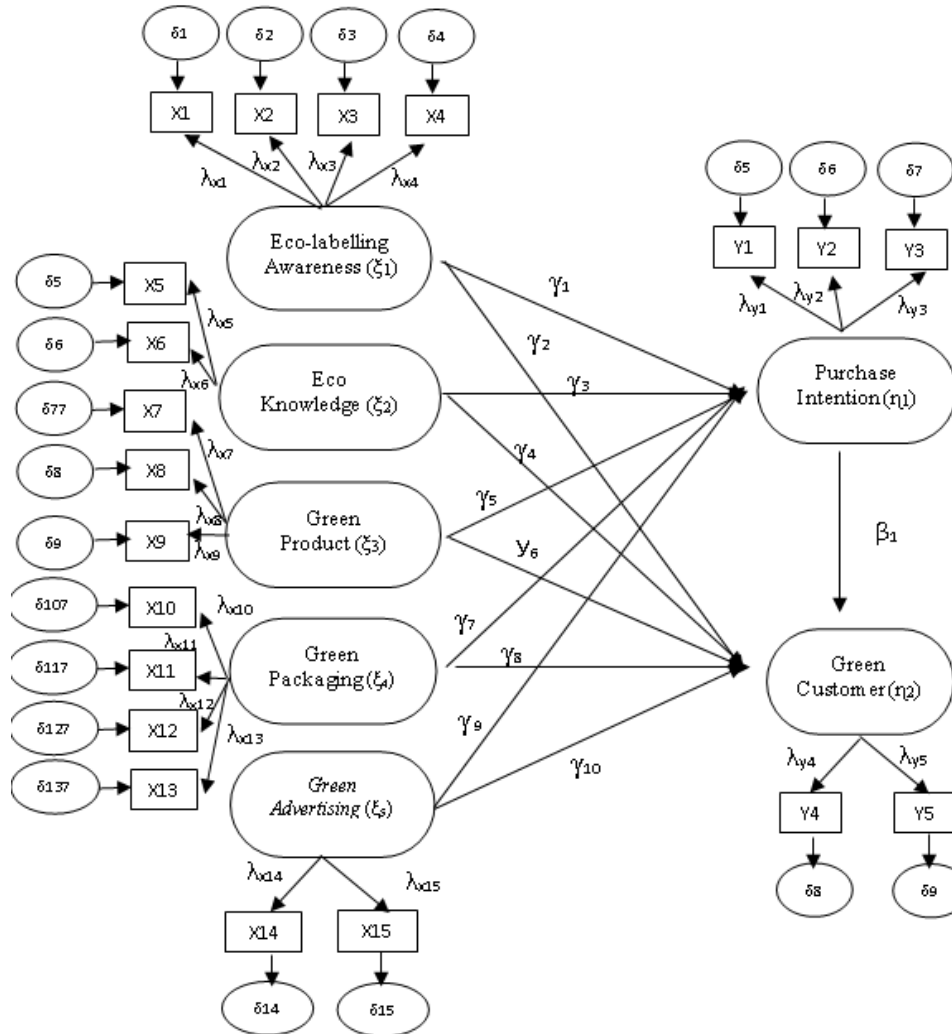 δ1 δ2 δ3 δ4
X1 X2 X3 X4
λx1 λx2 λx3 λx4
Eco-labelling
Awareness (ξ1)
δ5 X5
λx5
δ6 X6
λx6
Eco
Knowledge (ξ2)
δ77 X7
λx7
δ8 X8
λx8
δ9 X9
λx9
Green
Product (ξ3)
δ107 X10
λx10
δ117 X11
λx11
δ127 X12
λx12
δ137 X13
λx13
Green
Packaging (ξ4)
Green
Advertising (ξ5)
λx14 λx15
X14 X15
δ14 δ15
γ1
γ2
γ3
γ4
γ5
y6
γ7
γ8
γ9
γ10
δ5 δ6 δ7
Y1 Y2 Y3
λy1 λy2 λy3
Purchase
Intention (η1)
β1
Green
Customer (η2)
λy4 λy5
Y4 Y5
δ8 δ9